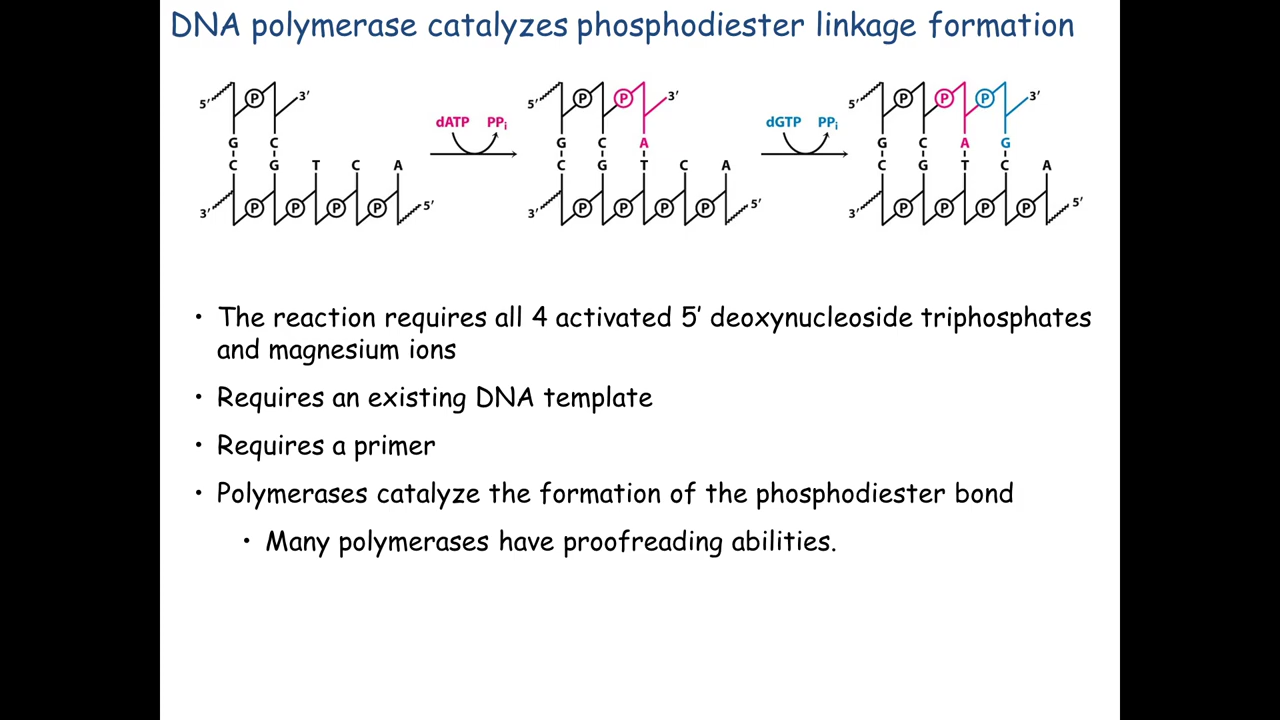 DNA polymerase catalyzes phosphodiester linkage formation
5′ P 3′ 5′ P P 3′ 5′ P P P 3′
dATP PPi dGTP PPi
G C G C A G C A G
C G T C A C G T C A C G T C A
3′ P P P P 5′ 3′ P P P P 5′ 3′ P P P P 5′
• The reaction requires all 4 activated 5′ deoxynucleoside triphosphates
and magnesium ions
• Requires an existing DNA template
• Requires a primer
• Polymerases catalyze the formation of the phosphodiester bond
• Many polymerases have proofreading abilities.